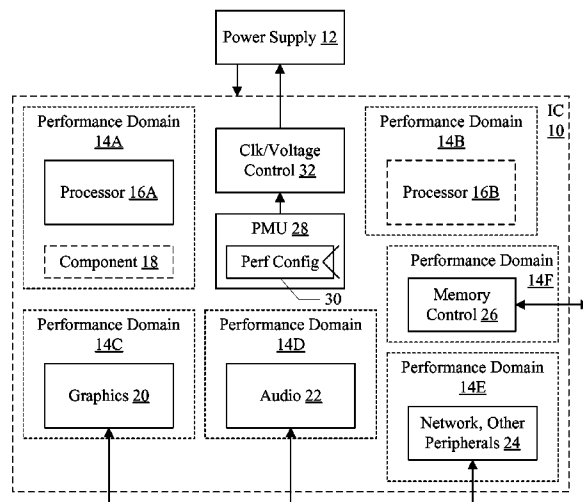 Power Supply 12
IC
10
Performance Domain
14A
Processor 16A
Component 18
Clk/Voltage
Control 32
PMU 28
Perf Config
30
Performance Domain
14B
Processor 16B
Performance Domain
14F
Memory
Control 26
Performance Domain
14C
Graphics 20
Performance Domain
14D
Audio 22
Performance Domain
14E
Network, Other
Peripherals 24